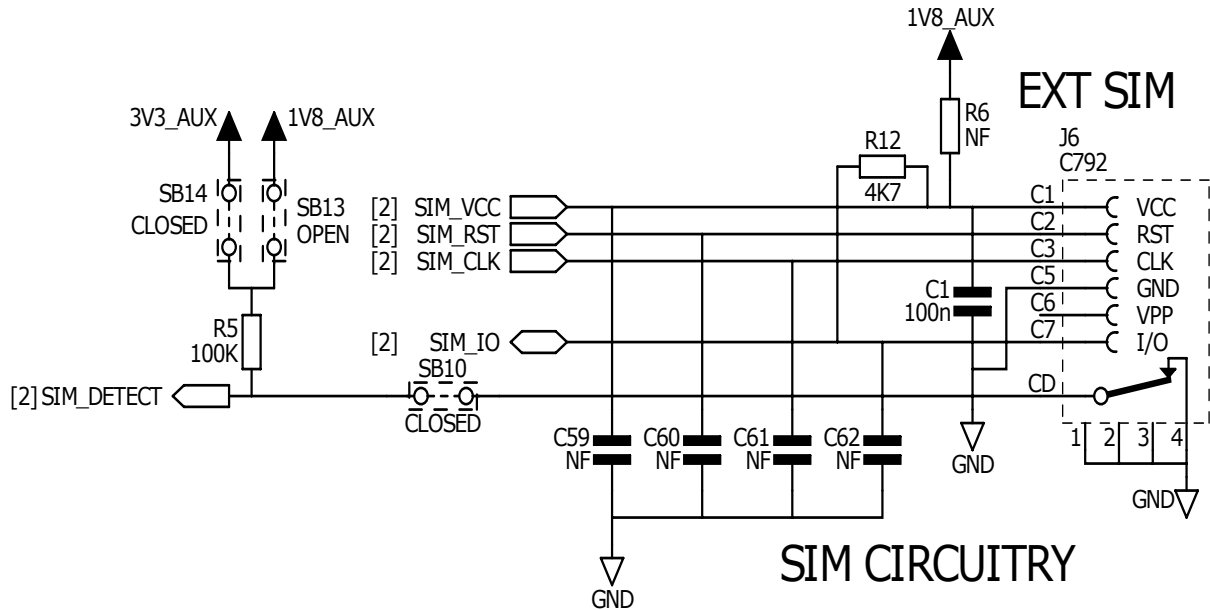 1V8_AUX
EXT SIM
3V3_AUX
1V8_AUX
R6
NF
J6
C792
R12
4K7
SB14
CLOSED
SB13
OPEN
[2] SIM_VCC
C1
VCC
[2] SIM_RST
C2
RST
[2] SIM_CLK
C3
CLK
C5
GND
C1
100n
C6
VPP
R5
100K
[2] SIM_IO
C7
I/O
SB10
CLOSED
[2] SIM_DETECT
CD
C59
NF
C60
NF
C61
NF
C62
NF
1 2 3 4
GND
GND
SIM CIRCUITRY
GND